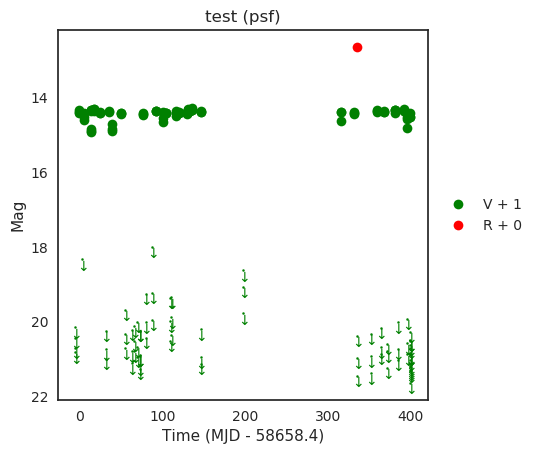 test (psf)
Mag
14
16
18
20
22
0 100 200 300 400
Time (MJD - 58658.4)
V + 1
R + 0